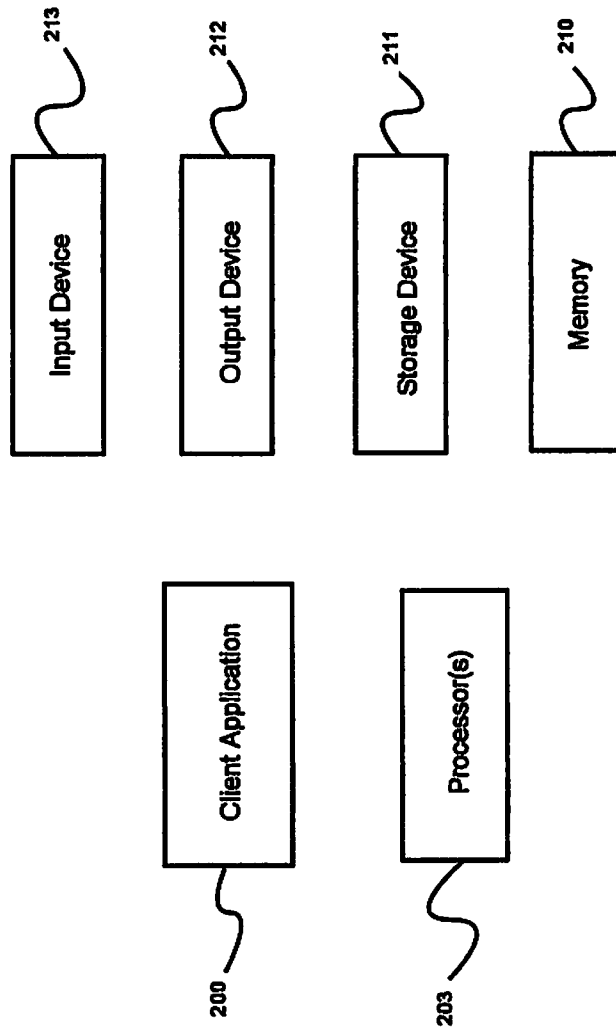 213
Input Device
212
Output Device
211
Storage Device
210
Memory
Client Application
200
Processor(s)
203